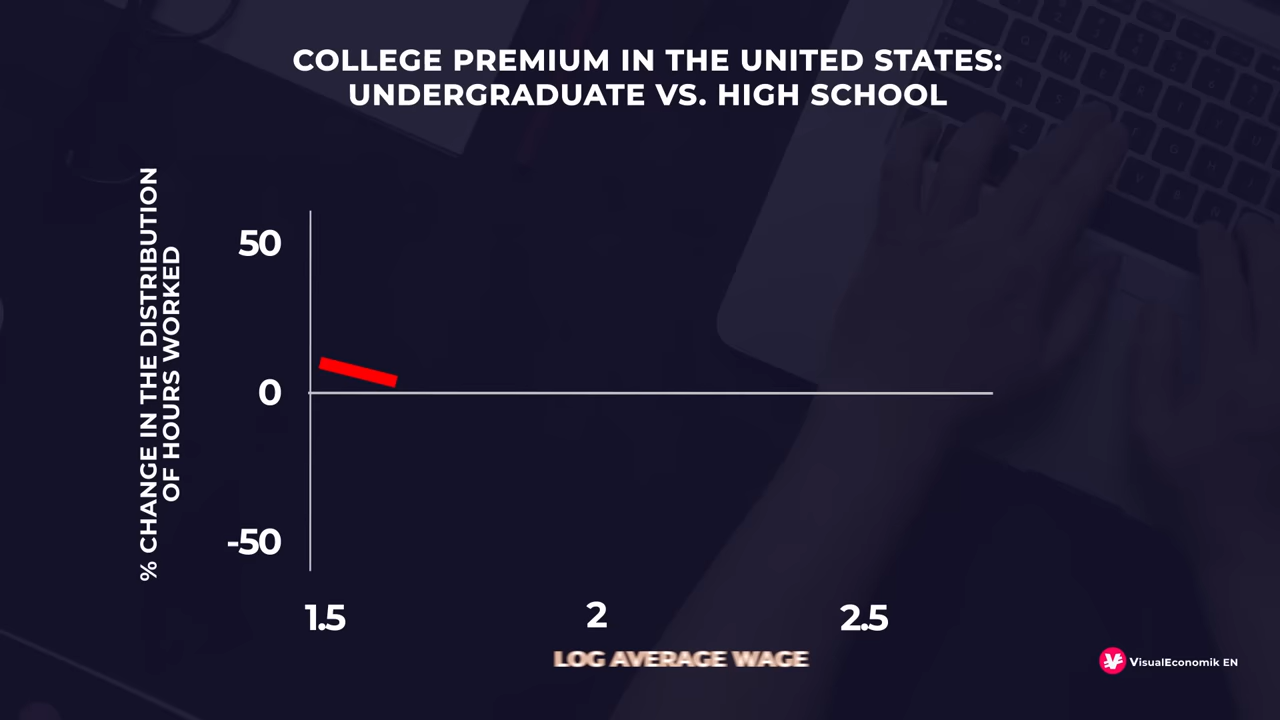 COLLEGE PREMIUM IN THE UNITED STATES:
UNDERGRADUATE VS. HIGH SCHOOL
% CHANGE IN THE DISTRIBUTION
OF HOURS WORKED
50
0
-50
1.5
2
2.5
LOG AVERAGE WAGE
VisualEconomik EN